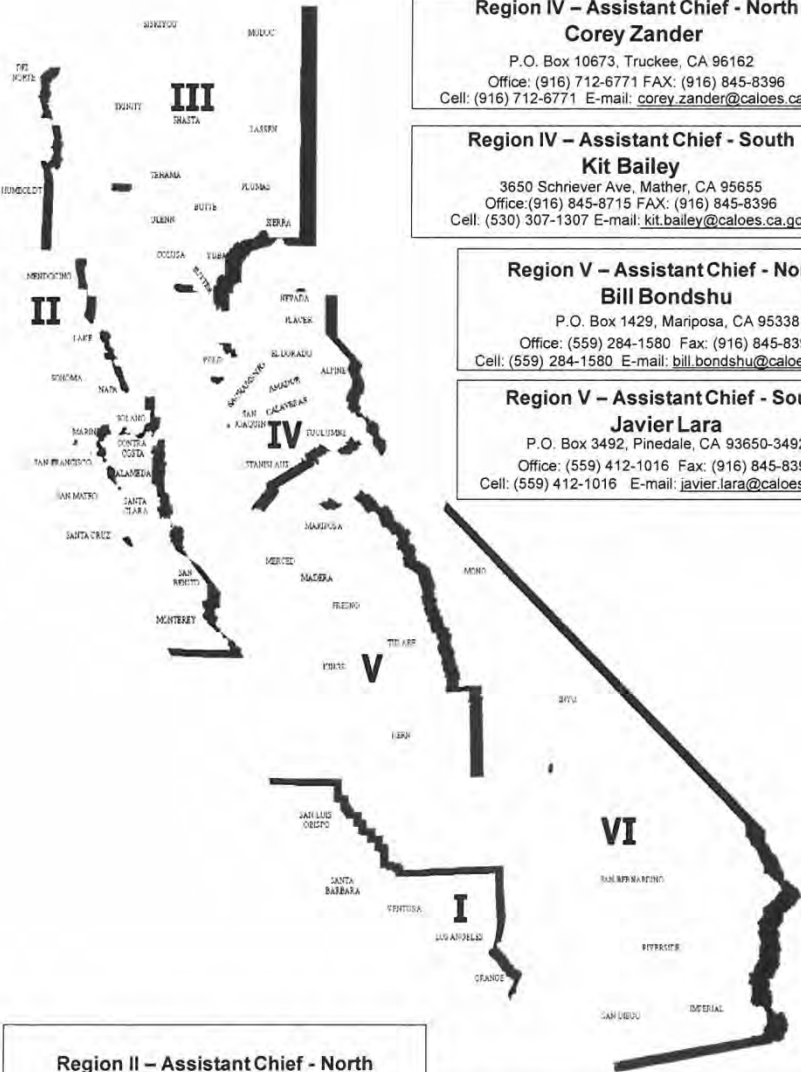 Region IV – Assistant Chief - North
Corey Zander
P.O. Box 10673, Truckee, CA 96162
Office: (916) 712-6771 FAX: (916) 845-8396
Cell: (916) 712-6771 E-mail: corey.zander@caloes.ca
Region IV – Assistant Chief - South
Kit Bailey
3650 Schriever Ave, Mather, CA 95655
Office:(916) 845-8715 FAX: (916) 845-8396
Cell: (530) 307-1307 E-mail: kit.bailey@caloes.ca.go
Region V – Assistant Chief - No
Bill Bondshu
P.O. Box 1429, Mariposa, CA 95338
Office: (559) 284-1580 Fax: (916) 845-839
Cell: (559) 284-1580 E-mail: bill.bondshu@caloe
Region V – Assistant Chief - Sou
Javier Lara
P.O. Box 3492, Pinedale, CA 93650-3492
Office: (559) 412-1016 Fax: (916) 845-839
Cell: (559) 412-1016 E-mail: javier.lara@caloes
SISKIYOU
MODOC
DEL
NORTE
III
TRINITY
SHASTA
LASSEN
HUMBOLDT
TEHAMA
PLUMAS
BUTTE
GLENN
SIERRA
COLUSA
YUBA
SUTTER
MENDOCINO
II
NEVADA
PLACER
LAKE
YOLO
EL DORADO
ALPINE
SONOMA
NAPA
SACRAMENTO
AMADOR
SOLANO
SAN
JOAQUIN
CALAVERAS
MARIN
CONTRA
COSTA
IV
TUOLUMNE
SAN FRANCISCO
ALAMEDA
STANISLAUS
SAN MATEO
SANTA
CLARA
SANTA CRUZ
MARIPOSA
MERCED
MADERA
MONO
SAN
BENITO
FRESNO
MONTEREY
TULARE
KINGS
V
INYO
KERN
SAN LUIS
OBISPO
VI
SANTA
BARBARA
SAN BERNARDINO
VENTURA
I
LOS ANGELES
RIVERSIDE
ORANGE
SAN DIEGO
IMPERIAL
Region II – Assistant Chief - North